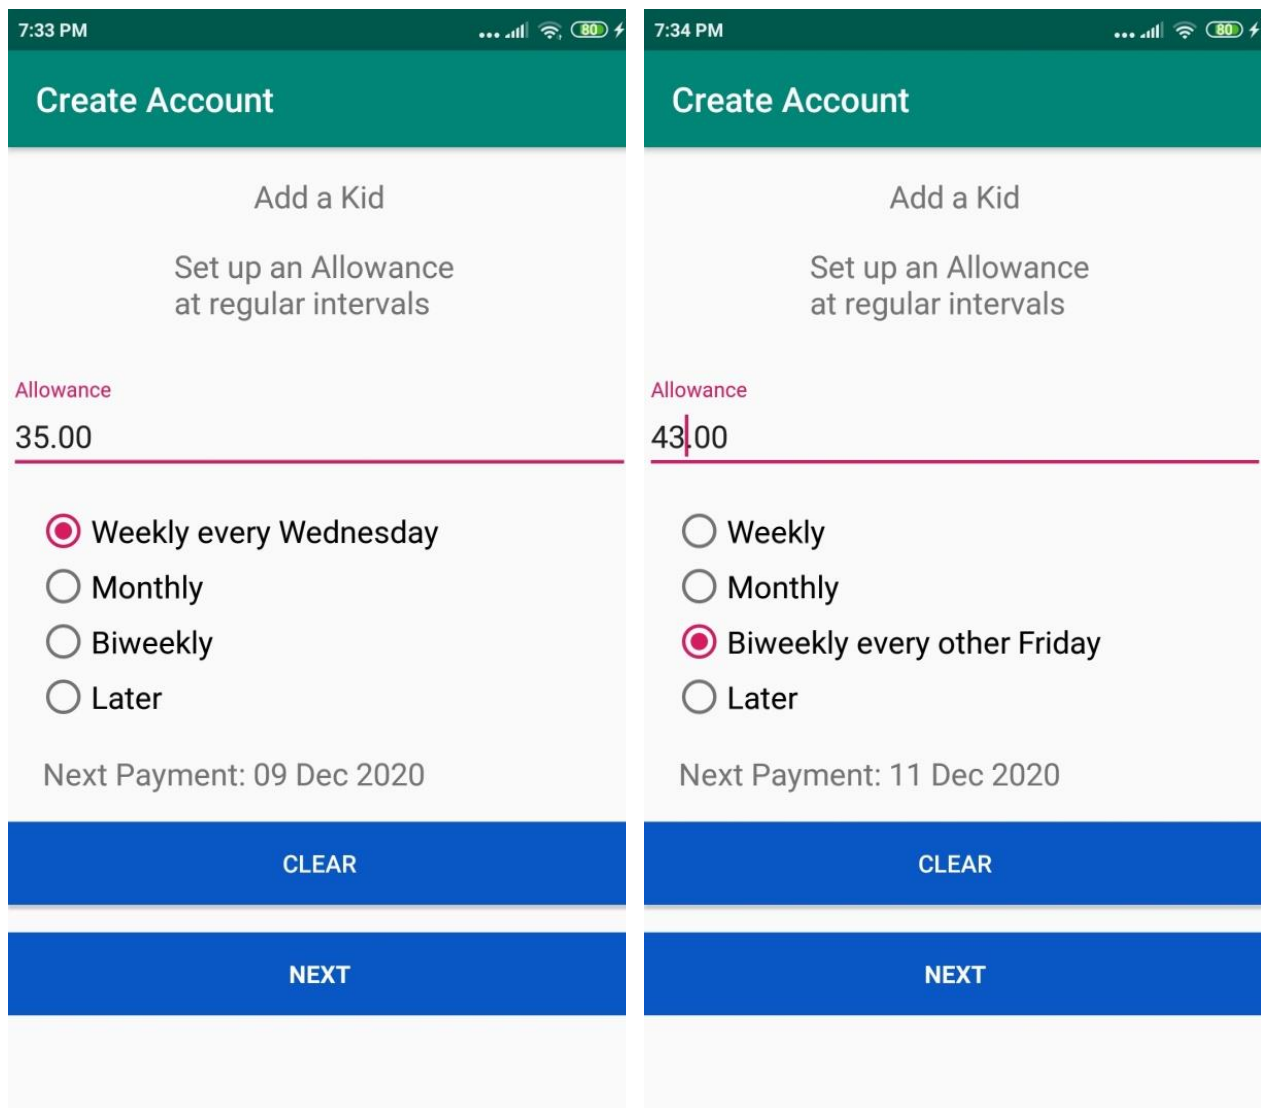 7:33 PM
80
Create Account
Add a Kid
Set up an Allowance
at regular intervals
Allowance
35.00
Weekly every Wednesday
Monthly
Biweekly
Later
Next Payment: 09 Dec 2020
CLEAR
NEXT
7:34 PM
80
Create Account
Add a Kid
Set up an Allowance
at regular intervals
Allowance
43.00
Weekly
Monthly
Biweekly every other Friday
Later
Next Payment: 11 Dec 2020
CLEAR
NEXT